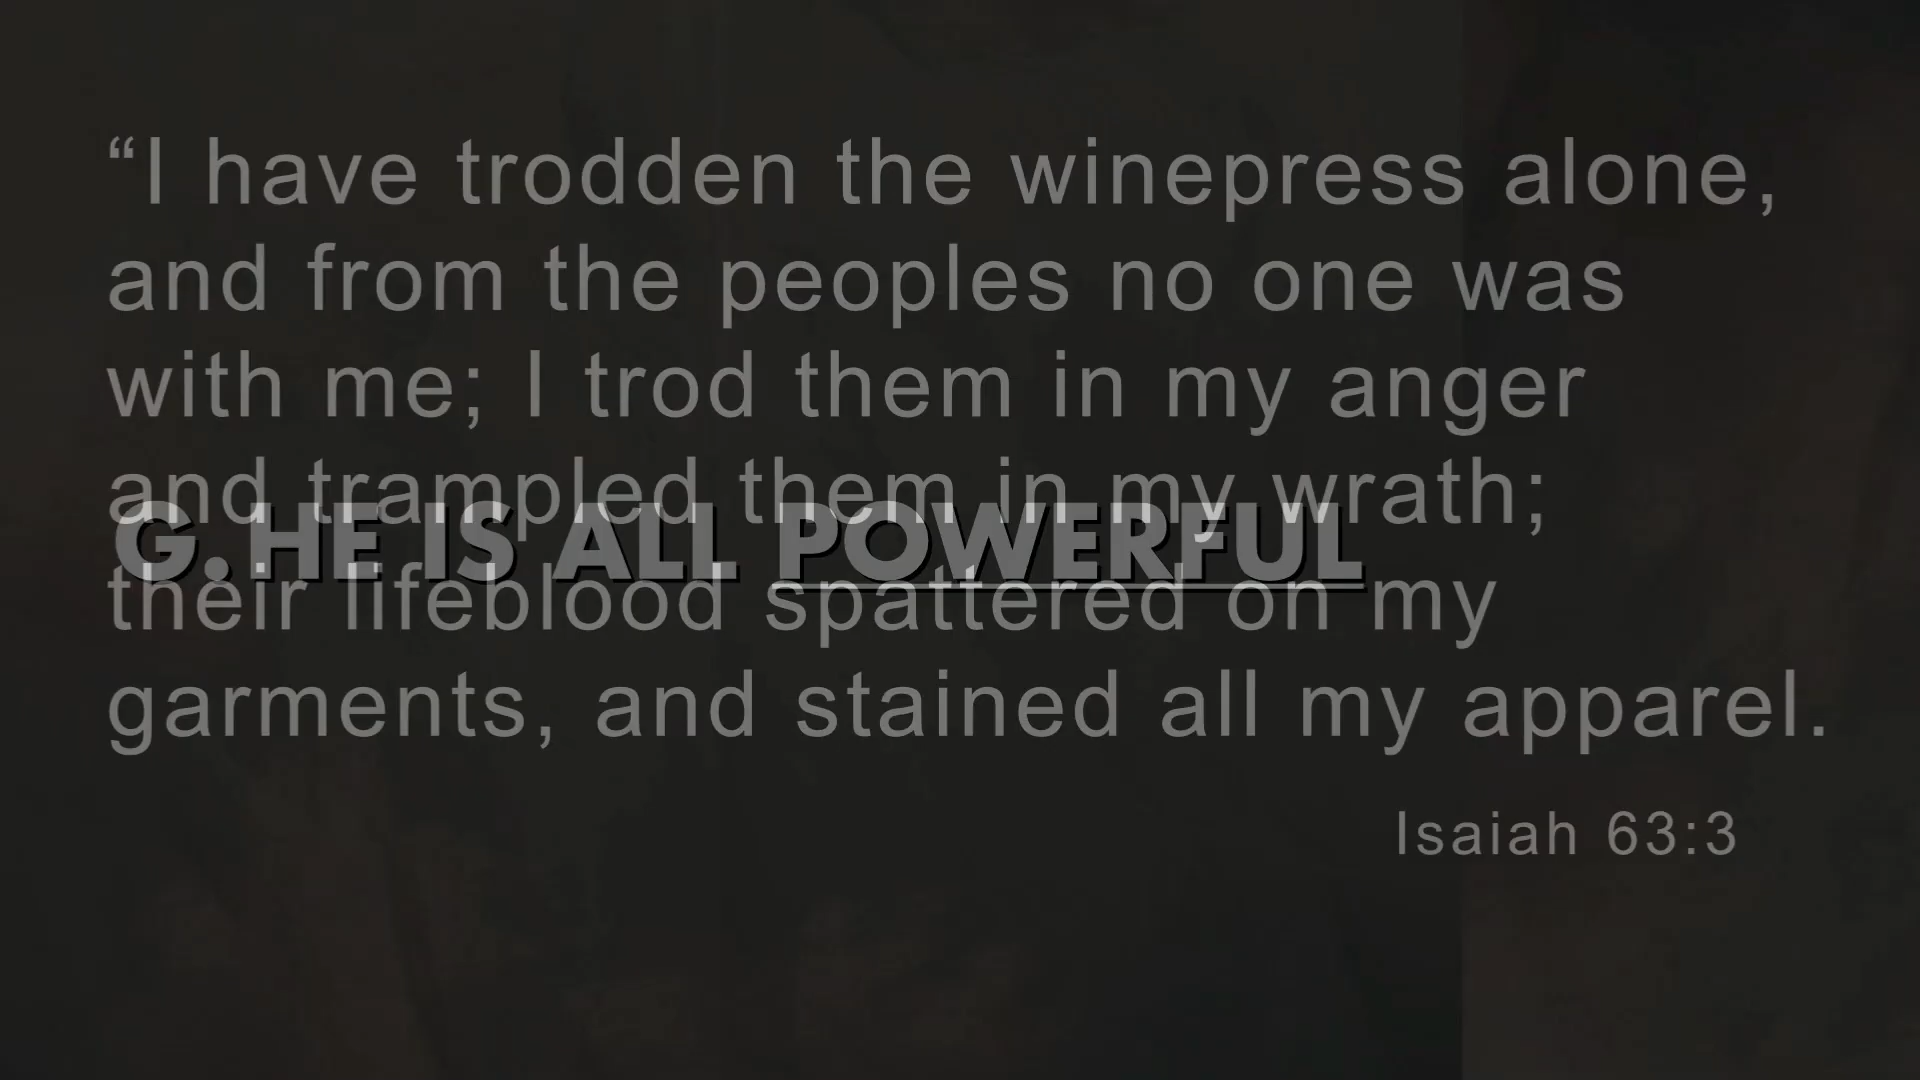 “I have trodden the winepress alone,
and from the peoples no one was
with me; I trod them in my anger
and trampled them in my wrath;
G. HE IS ALL POWERFUL
their lifeblood spattered on my
garments, and stained all my apparel.
Isaiah 63:3